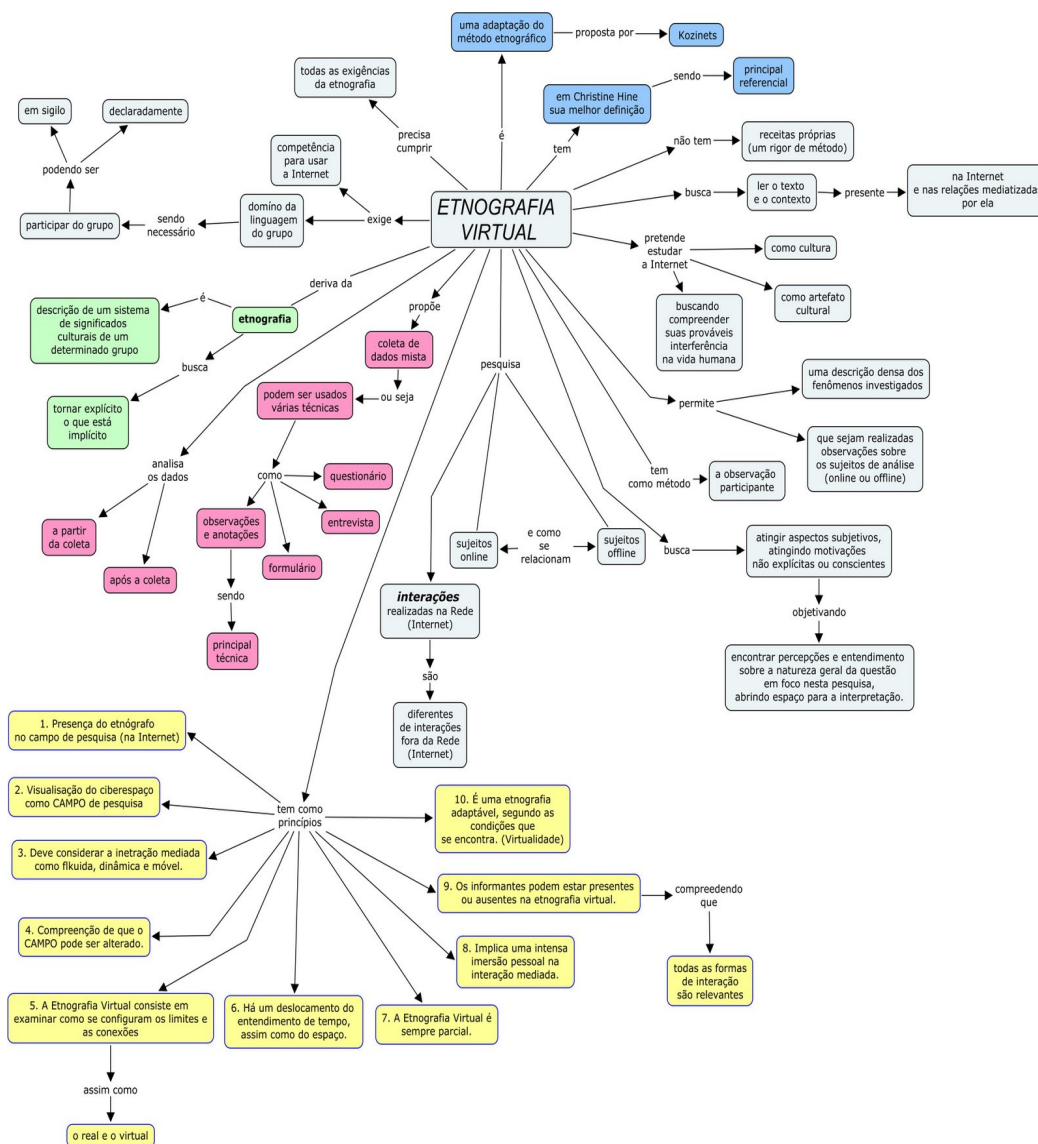 uma adaptação do
método etnográfico
proposta por
Kozinets
é
em Christine Hine
sua melhor definição
sendo
principal
referencial
tem
todas as exigências
da etnografia
precisa
cumprir
em sigilo
declaradamente
podendo ser
participar do grupo
sendo
necessário
domíno da
linguagem
do grupo
competência
para usar
a Internet
exige
ETNOGRAFIA
VIRTUAL
não tem
receitas próprias
(um rigor de método)
busca
ler o texto
e o contexto
presente
na Internet
e nas relações mediatizadas
por ela
pretende
estudar
a Internet
como cultura
como artefato
cultural
buscando
compreender
suas prováveis
interferência
na vida humana
deriva da
etnografia
é
descrição de um sistema
de significados
culturais de um
determinado grupo
busca
tornar explícito
o que está
implícito
propõe
coleta de
dados mista
ou seja
podem ser usados
várias técnicas
como
questionário
entrevista
formulário
observações
e anotações
sendo
principal
técnica
analisa
os dados
a partir
da coleta
após a coleta
pesquisa
sujeitos
online
e como
se
relacionam
sujeitos
offline
interações
realizadas na Rede
(Internet)
são
diferentes
de interações
fora da Rede
(Internet)
permite
uma descrição densa dos
fenômenos investigados
que sejam realizadas
observações sobre
os sujeitos de análise
(online ou offline)
tem
como método
a observação
participante
busca
atingir aspectos subjetivos,
atingindo motivações
não explícitas ou conscientes
objetivando
encontrar percepções e entendimento
sobre a natureza geral da questão
em foco nesta pesquisa,
abrindo espaço para a interpretação.
tem como
princípios
1. Presença do etnógrafo
no campo de pesquisa (na Internet)
2. Visualisação do ciberespaço
como CAMPO de pesquisa
3. Deve considerar a inetração mediada
como flkuida, dinâmica e móvel.
4. Compreenção de que o
CAMPO pode ser alterado.
5. A Etnografia Virtual consiste em
examinar como se configuram os limites e
as conexões
assim como
o real e o virtual
6. Há um deslocamento do
entendimento de tempo,
assim como do espaço.
7. A Etnografia Virtual é
sempre parcial.
8. Implica uma intensa
imersão pessoal na
interação mediada.
9. Os informantes podem estar presentes
ou ausentes na etnografia virtual.
compreedendo
que
todas as formas
de interação
são relevantes
10. É uma etnografia
adaptável, segundo as
condições que
se encontra. (Virtualidade)